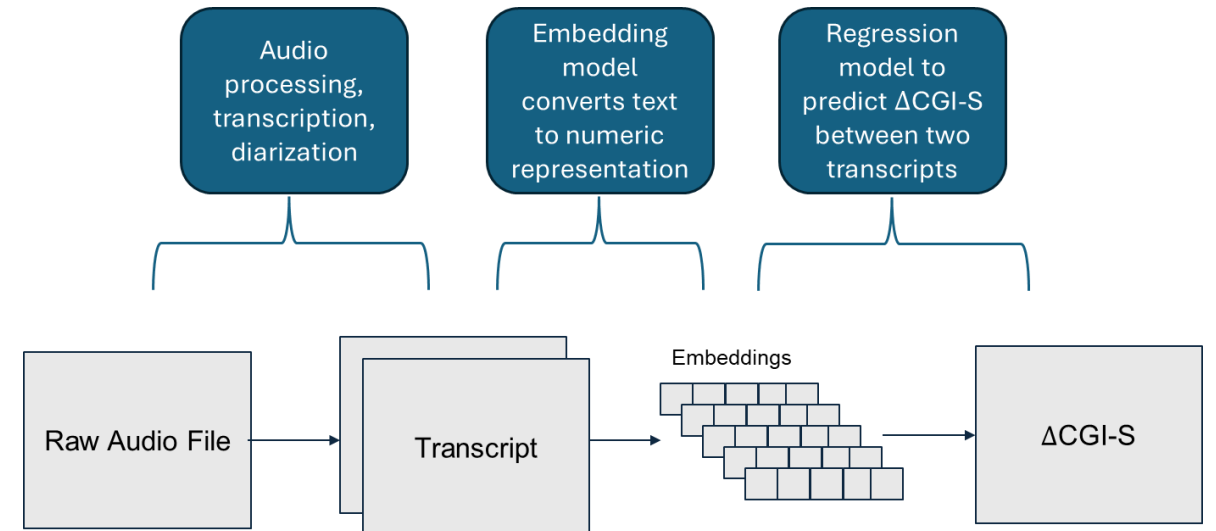 Audio
processing,
transcription,
diarization
Embedding
model
converts text
to numeric
representation
Regression
model to
predict ΔCGI-S
between two
transcripts
Raw Audio File
Transcript
Embeddings
ΔCGI-S